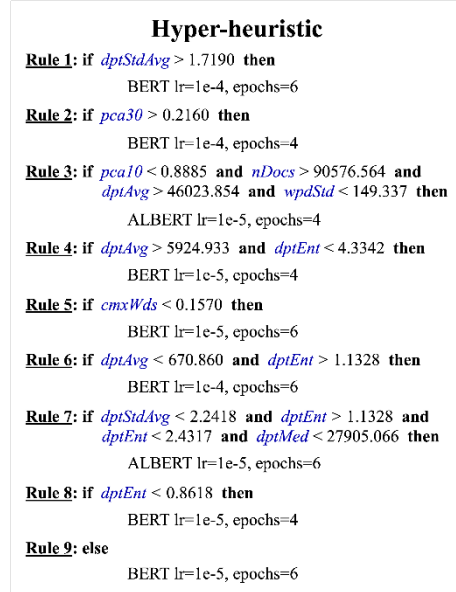 Hyper-heuristic
Rule 1: if dptStdAvg > 1.7190 then
BERT lr=1e-4, epochs=6
Rule 2: if pca30 > 0.2160 then
BERT lr=1e-4, epochs=4
Rule 3: if pca10 < 0.8885 and nDocs > 90576.564 and
dptAvg > 46023.854 and wpdStd < 149.337 then
ALBERT lr=1e-5, epochs=4
Rule 4: if dptAvg > 5924.933 and dptEnt < 4.3342 then
BERT lr=1e-5, epochs=4
Rule 5: if cmxWds < 0.1570 then
BERT lr=1e-5, epochs=6
Rule 6: if dptAvg < 670.860 and dptEnt > 1.1328 then
BERT lr=1e-4, epochs=6
Rule 7: if dptStdAvg < 2.2418 and dptEnt > 1.1328 and
dptEnt < 2.4317 and dptMed < 27905.066 then
ALBERT lr=1e-5, epochs=6
Rule 8: if dptEnt < 0.8618 then
BERT lr=1e-5, epochs=4
Rule 9: else
BERT lr=1e-5, epochs=6